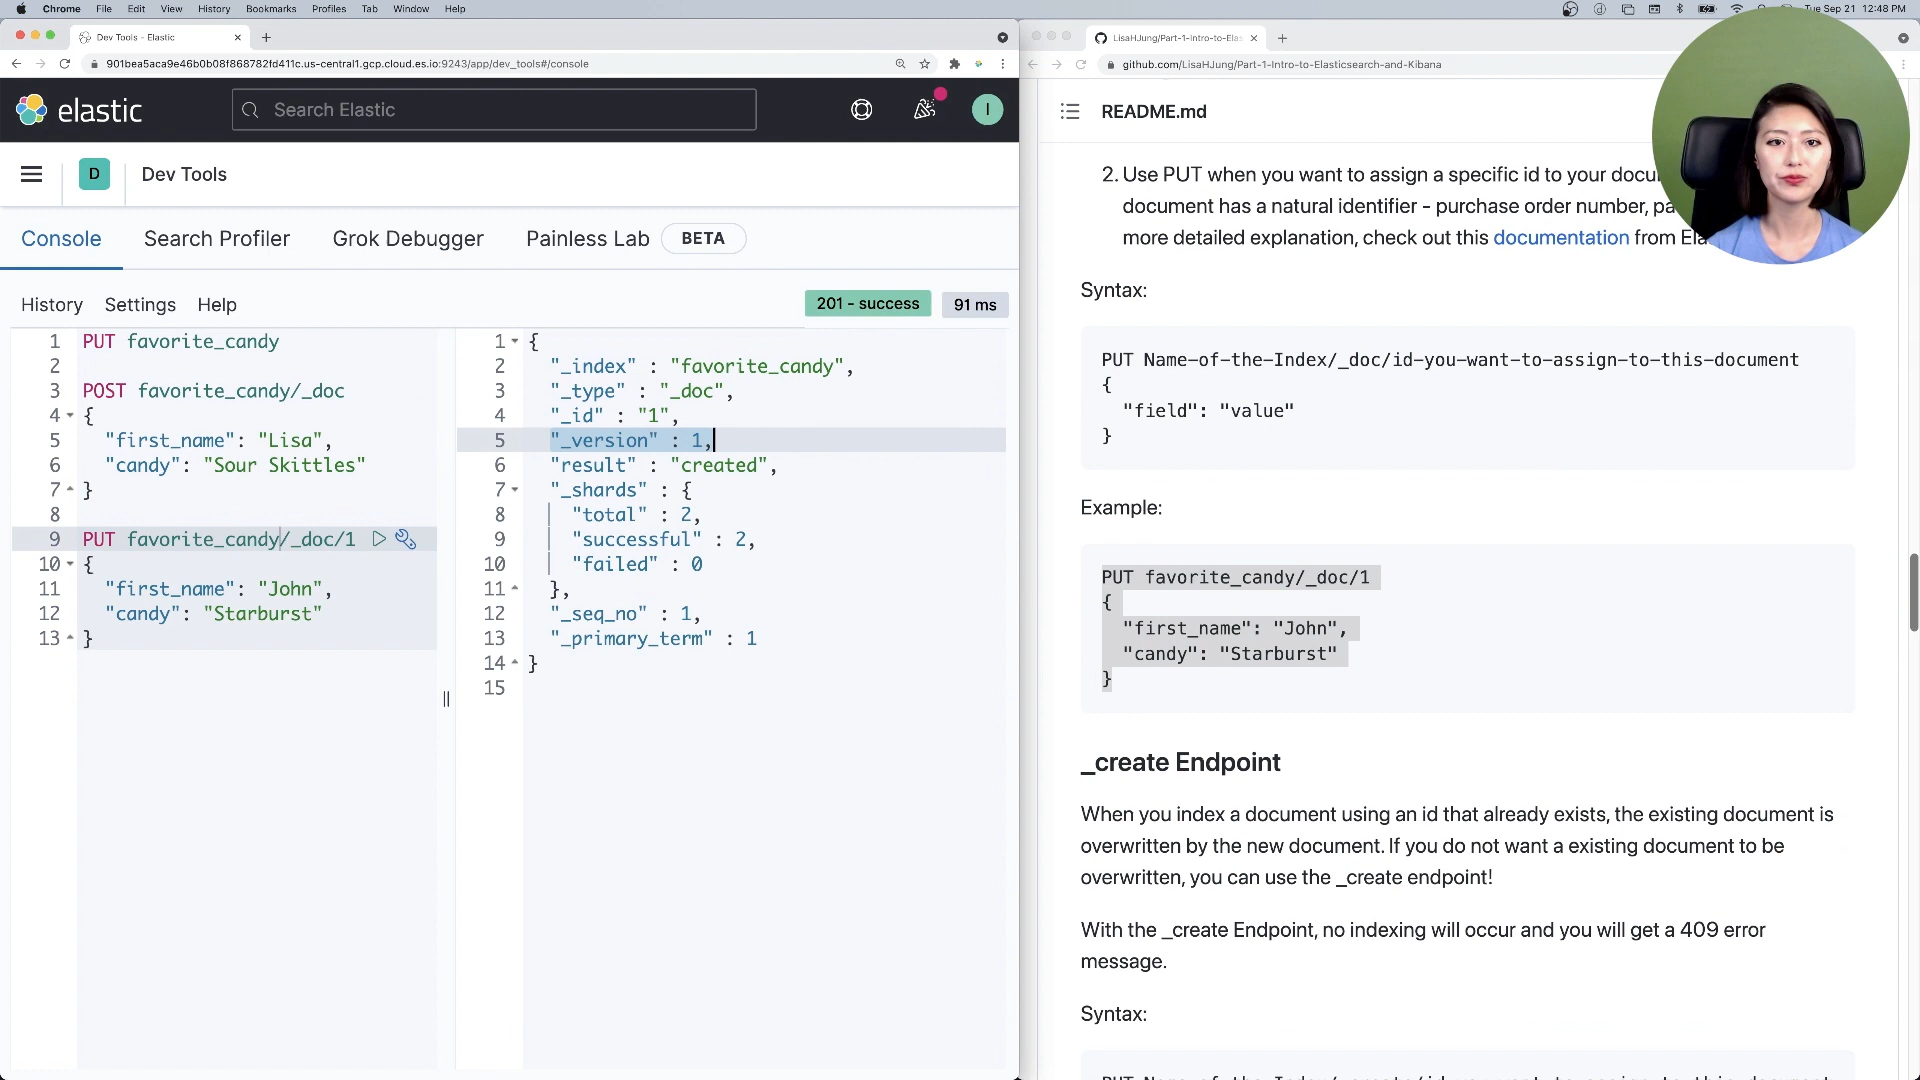 Chrome File Edit View History Bookmarks Profiles Tab Window Help
Tue Sep 21 12:48 PM
Dev Tools - Elastic
901bea5aca9e46b0b08f868782fd411c.us-central1.gcp.cloud.es.io:9243/app/dev_tools#/console
elastic
Search Elastic
I
D
Dev Tools
Console Search Profiler Grok Debugger Painless Lab BETA
History Settings Help
201 - success 91 ms
1 PUT favorite_candy
2
3 POST favorite_candy/_doc
4 {
5 "first_name": "Lisa",
6 "candy": "Sour Skittles"
7 }
8
9 PUT favorite_candy/_doc/1
10 {
11 "first_name": "John",
12 "candy": "Starburst"
13 }
1 {
2 "_index" : "favorite_candy",
3 "_type" : "_doc",
4 "_id" : "1",
5 "_version" : 1,
6 "result" : "created",
7 "_shards" : {
8 "total" : 2,
9 "successful" : 2,
10 "failed" : 0
11 },
12 "_seq_no" : 1,
13 "_primary_term" : 1
14 }
15
LisaHJung/Part-1-Intro-to-Elas
github.com/LisaHJung/Part-1-Intro-to-Elasticsearch-and-Kibana
README.md
2. Use PUT when you want to assign a specific id to your docu
document has a natural identifier - purchase order number, pa
more detailed explanation, check out this documentation from Ela
Syntax:
PUT Name-of-the-Index/_doc/id-you-want-to-assign-to-this-document
{
"field": "value"
}
Example:
PUT favorite_candy/_doc/1
{
"first_name": "John",
"candy": "Starburst"
}
_create Endpoint
When you index a document using an id that already exists, the existing document is
overwritten by the new document. If you do not want a existing document to be
overwritten, you can use the _create endpoint!
With the _create Endpoint, no indexing will occur and you will get a 409 error
message.
Syntax: